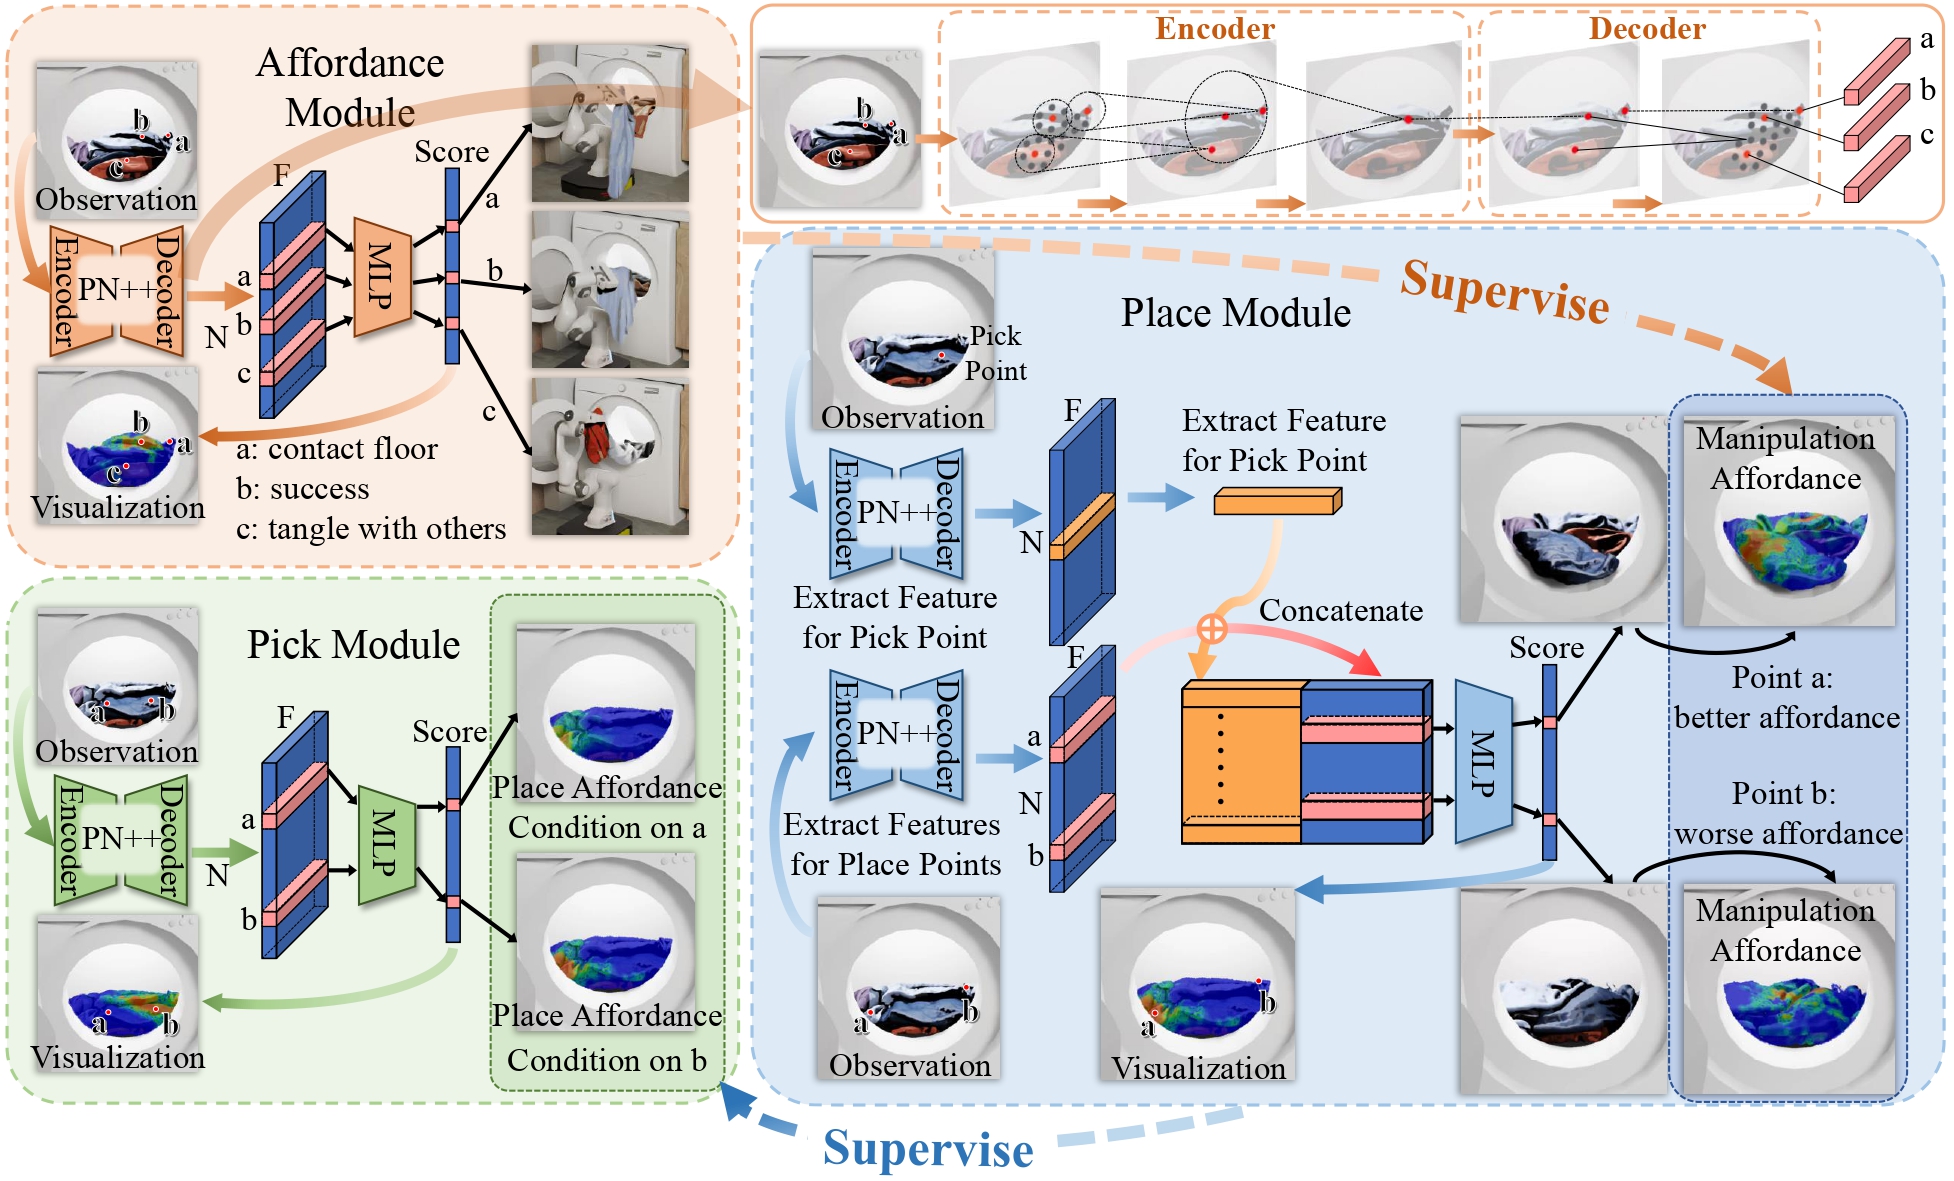 Affordance
Module
b
a
c
Observation
Encoder
PN++
Decoder
N
F
a
b
c
MLP
Score
a
b
c
b
a
c
Visualization
a: contact floor
b: success
c: tangle with others
Encoder
Decoder
b
a
c
a
b
c
Supervise
Pick Module
a
b
Observation
Encoder
PN++
Decoder
N
F
a
b
MLP
Score
Place Affordance
Condition on a
Place Affordance
Condition on b
a
b
Visualization
Supervise
Place Module
Pick
Point
Observation
Encoder
PN++
Decoder
Extract Feature
for Pick Point
F
N
Extract Feature
for Pick Point
Concatenate
Encoder
PN++
Decoder
Extract Features
for Place Points
F
a
N
b
a
b
Observation
MLP
Score
a
b
Visualization
Manipulation
Affordance
Point a:
better affordance
Point b:
worse affordance
Manipulation
Affordance